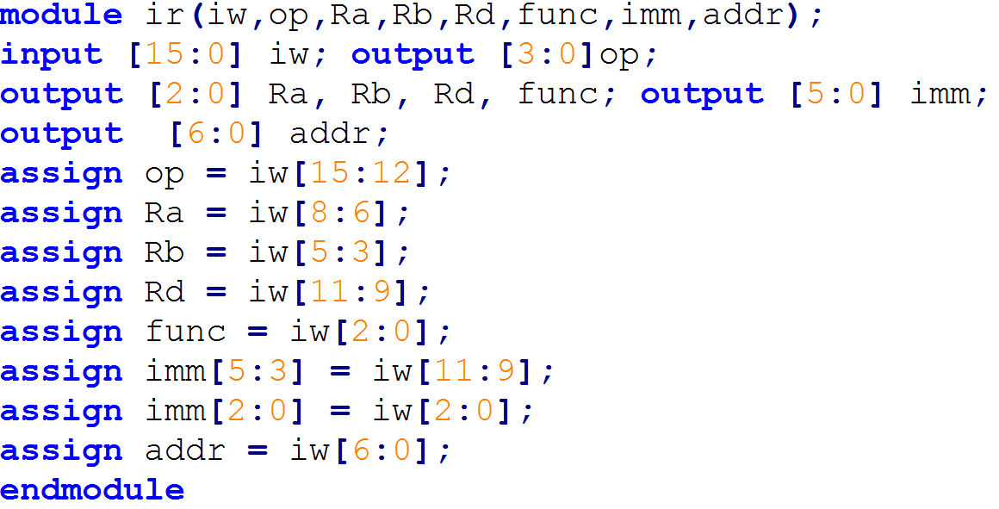 module ir(iw,op,Ra,Rb,Rd,func,imm,addr);
input [15:0] iw; output [3:0]op;
output [2:0] Ra, Rb, Rd, func; output [5:0] imm;
output  [6:0] addr;
assign op = iw[15:12];
assign Ra = iw[8:6];
assign Rb = iw[5:3];
assign Rd = iw[11:9];
assign func = iw[2:0];
assign imm[5:3] = iw[11:9];
assign imm[2:0] = iw[2:0];
assign addr = iw[6:0];
endmodule